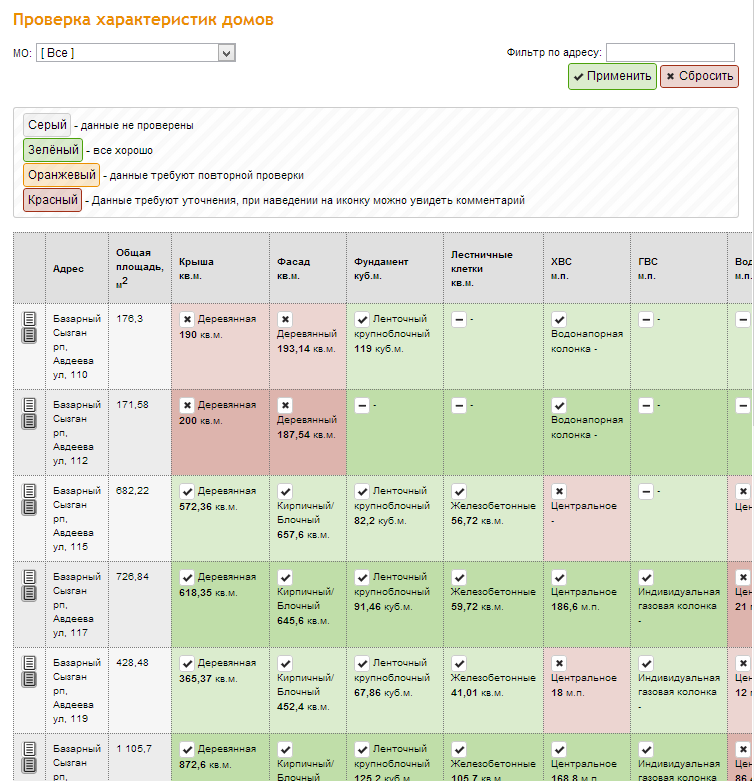 Проверка характеристик домов
МО: [ Все ] Фильтр по адресу:
Применить Сбросить
Серый - данные не проверены
Зелёный - все хорошо
Оранжевый - данные требуют повторной проверки
Красный - Данные требуют уточнения, при наведении на иконку можно увидеть комментарий
Адрес
Общая площадь, м2
Крыша кв.м.
Фасад кв.м.
Фундамент куб.м.
Лестничные клетки кв.м.
ХВС м.п.
ГВС м.п.
м.п.
Базарный Сызган рп, Авдеева ул, 110
176,3
Деревянная 190 кв.м.
Деревянный 193,14 кв.м.
Ленточный крупноблочный 119 куб.м.
-
Водонапорная колонка -
-
Базарный Сызган рп, Авдеева ул, 112
171,58
Деревянная 200 кв.м.
Деревянный 187,54 кв.м.
-
-
Водонапорная колонка -
-
Базарный Сызган рп, Авдеева ул, 115
682,22
Деревянная 572,36 кв.м.
Кирпичный/ Блочный 657,6 кв.м.
Ленточный крупноблочный 82,2 куб.м.
Железобетонные 56,72 кв.м.
Центральное -
-
Базарный Сызган рп, Авдеева ул, 117
726,84
Деревянная 618,35 кв.м.
Кирпичный/ Блочный 645,6 кв.м.
Ленточный крупноблочный 91,46 куб.м.
Железобетонные 59,72 кв.м.
Центральное 186,6 м.п.
Индивидуальная газовая колонка -
21
Базарный Сызган рп, Авдеева ул, 119
428,48
Деревянная 365,37 кв.м.
Кирпичный/ Блочный 452,4 кв.м.
Ленточный крупноблочный 67,86 куб.м.
Железобетонные 41,01 кв.м.
Центральное 18 м.п.
Индивидуальная газовая колонка -
12
Базарный Сызган рп,
1 105,7
Деревянная 872,6 кв.м.
Кирпичный/ Блочный
Ленточный крупноблочный 125,2 куб.м.
Железобетонные 105,7 кв.м.
Центральное 168,8 м.п.
Индивидуальная газовая колонка